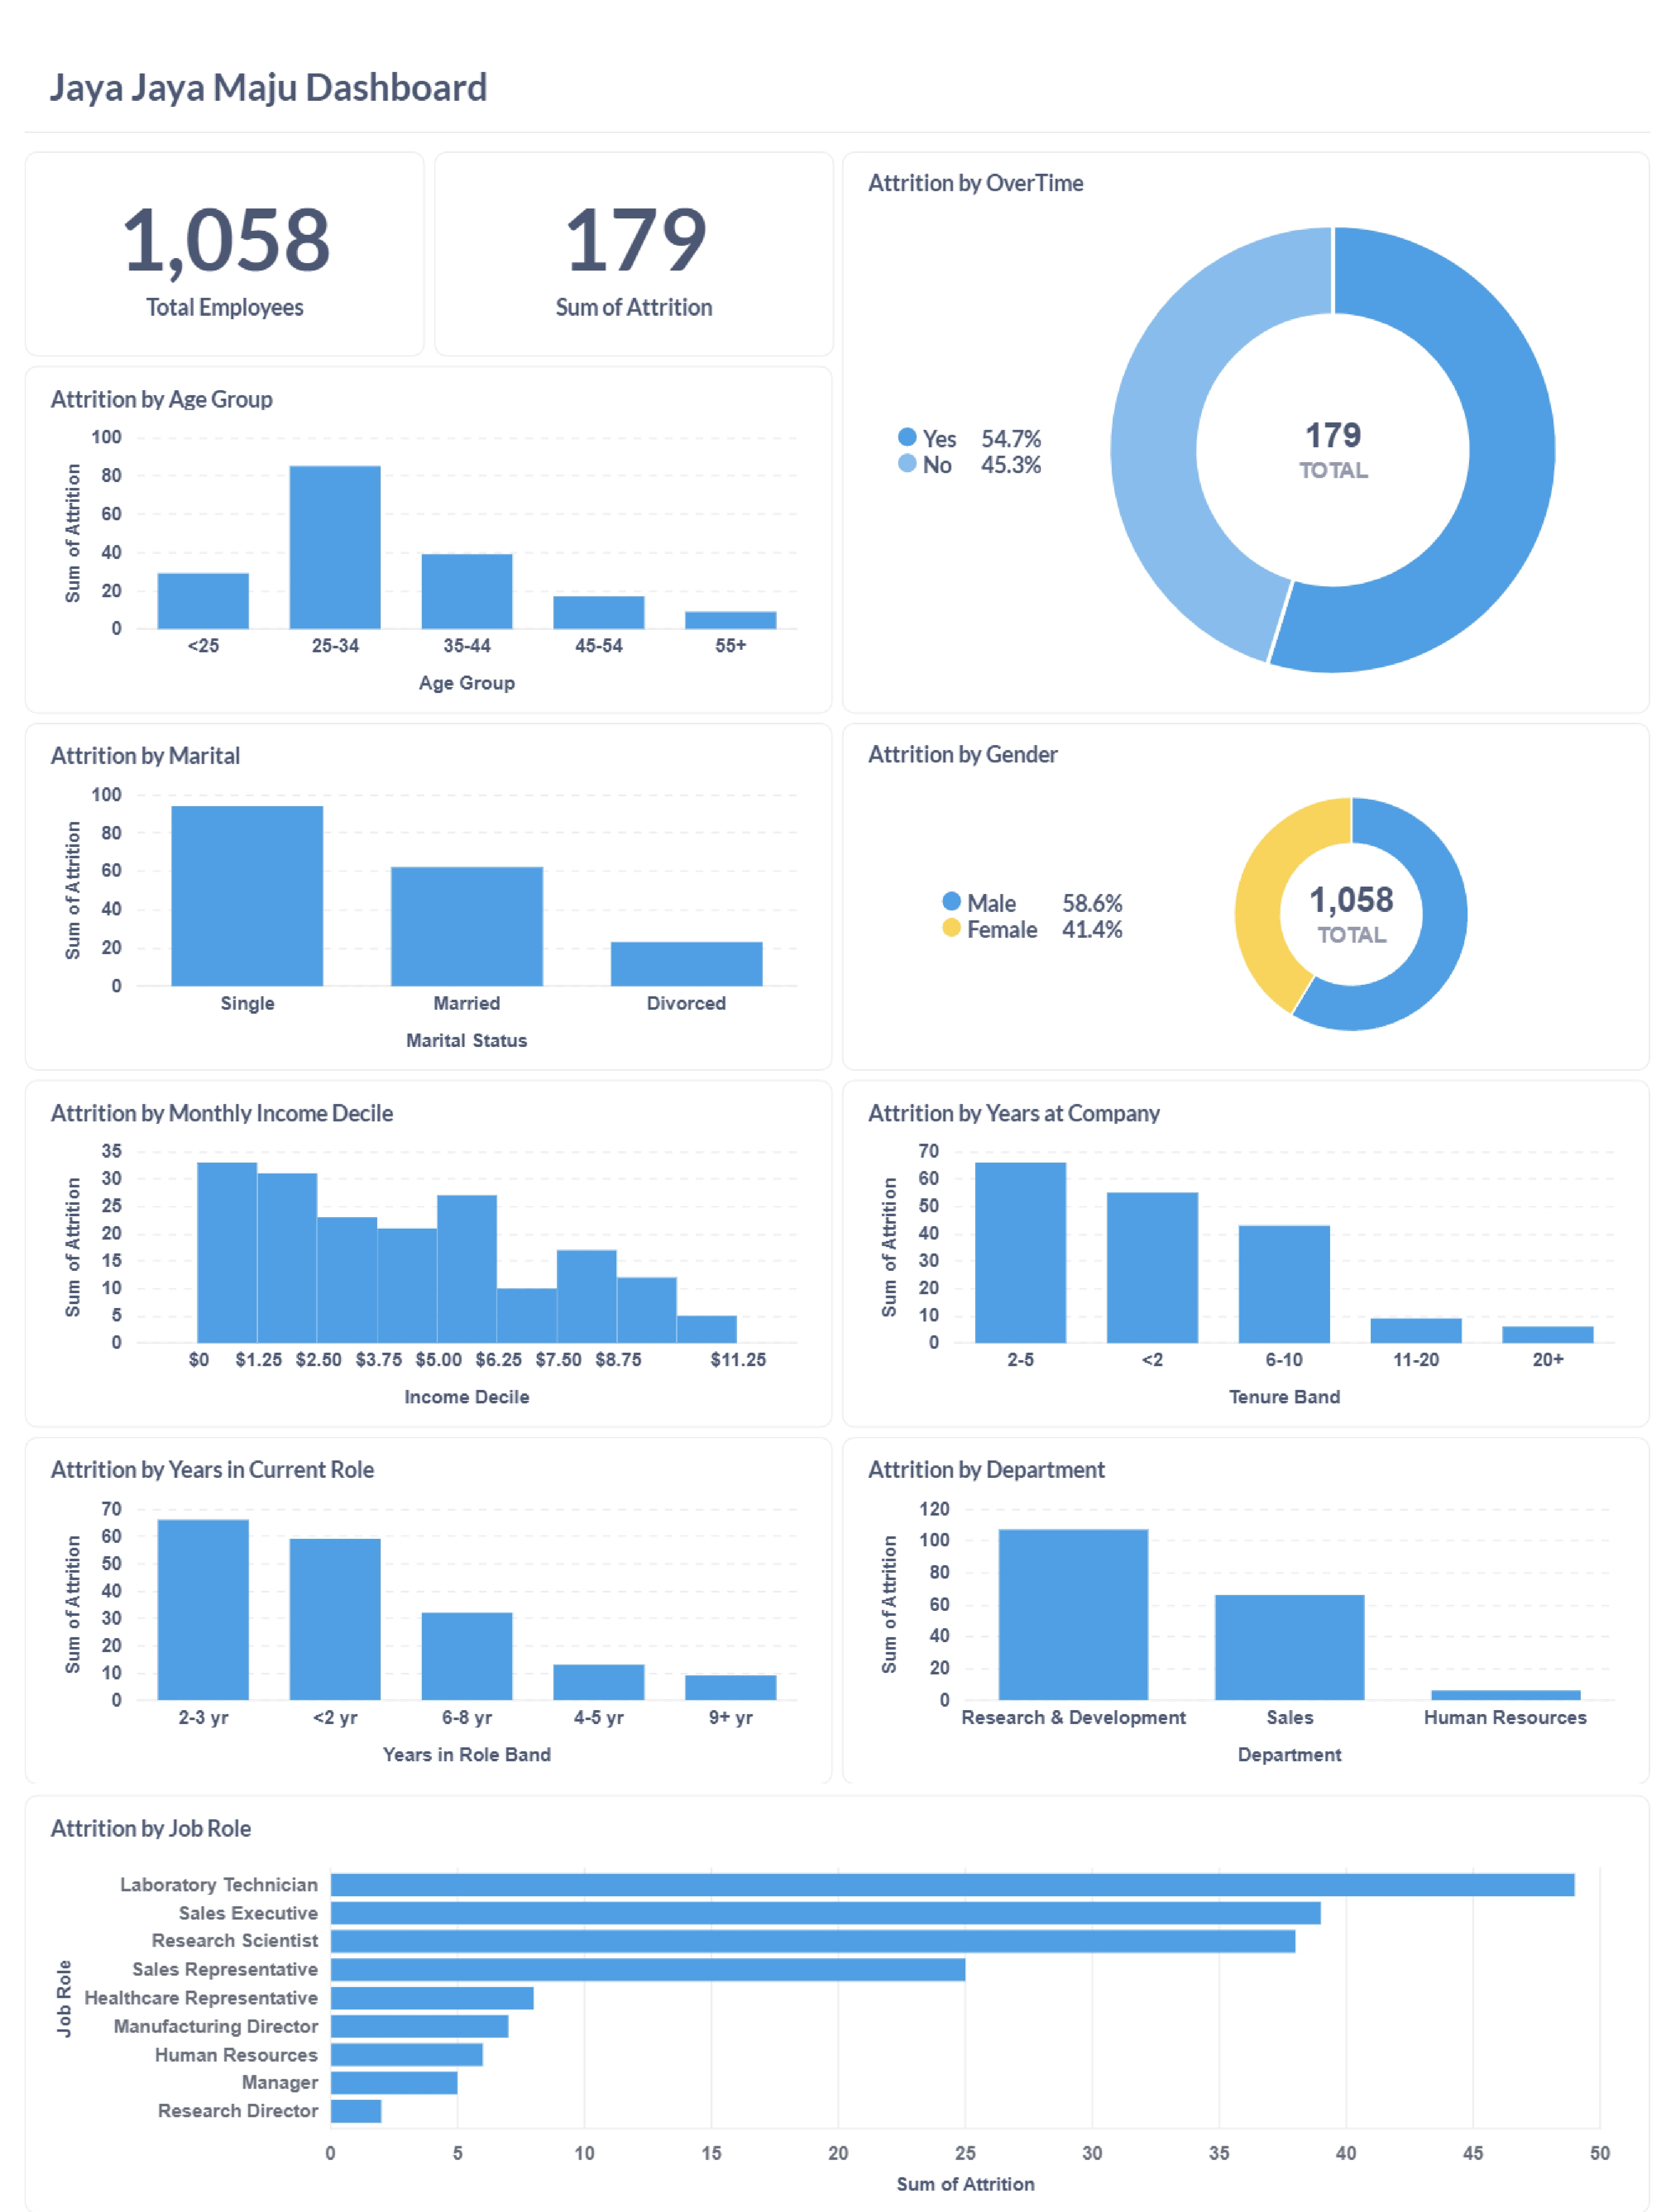 Jaya Jaya Maju Dashboard
1,058
Total Employees
179
Sum of Attrition
Attrition by OverTime
Yes 54.7%
No 45.3%
179
TOTAL
Attrition by Age Group
100
80
60
40
20
0
Sum of Attrition
<25 25-34 35-44 45-54 55+
Age Group
Attrition by Marital
100
80
60
40
20
0
Sum of Attrition
Single Married Divorced
Marital Status
Attrition by Gender
Male 58.6%
Female 41.4%
1,058
TOTAL
Attrition by Monthly Income Decile
35
30
25
20
15
10
5
0
Sum of Attrition
$0 $1.25 $2.50 $3.75 $5.00 $6.25 $7.50 $8.75 $11.25
Income Decile
Attrition by Years at Company
70
60
50
40
30
20
10
0
Sum of Attrition
2-5 <2 6-10 11-20 20+
Tenure Band
Attrition by Years in Current Role
70
60
50
40
30
20
10
0
Sum of Attrition
2-3 yr <2 yr 6-8 yr 4-5 yr 9+ yr
Years in Role Band
Attrition by Department
120
100
80
60
40
20
0
Sum of Attrition
Research & Development Sales Human Resources
Department
Attrition by Job Role
Job Role
Laboratory Technician
Sales Executive
Research Scientist
Sales Representative
Healthcare Representative
Manufacturing Director
Human Resources
Manager
Research Director
0 5 10 15 20 25 30 35 40 45 50
Sum of Attrition